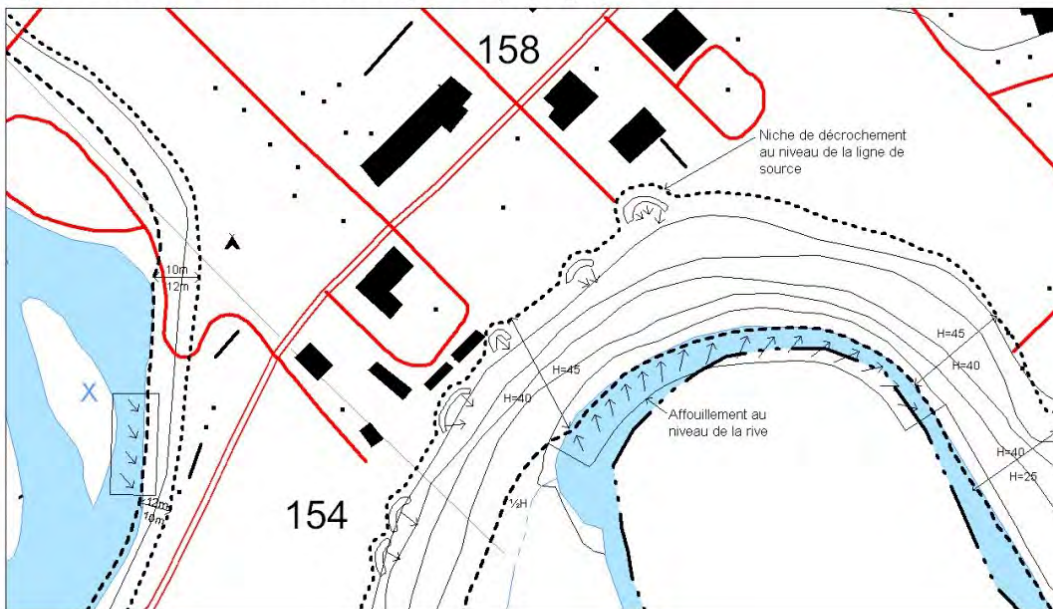 158
Niche de décrochement
au niveau de la ligne de
source
10m
12m
H=45
H=40
H=45
H=40
X
Affouillement au
niveau de la rive
H=40
H=25
12m
10m
154
½H